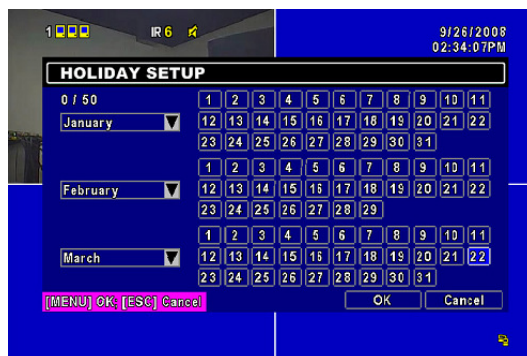 1 IR 6 9/26/2008
02:34:07PM
HOLIDAY SETUP
0 / 50
January
1 2 3 4 5 6 7 8 9 10 11
12 13 14 15 16 17 18 19 20 21 22
23 24 25 26 27 28 29 30 31
February
1 2 3 4 5 6 7 8 9 10 11
12 13 14 15 16 17 18 19 20 21 22
23 24 25 26 27 28 29
March
1 2 3 4 5 6 7 8 9 10 11
12 13 14 15 16 17 18 19 20 21 22
23 24 25 26 27 28 29 30 31
[MENU] OK, [ESC] Cancel
OK Cancel